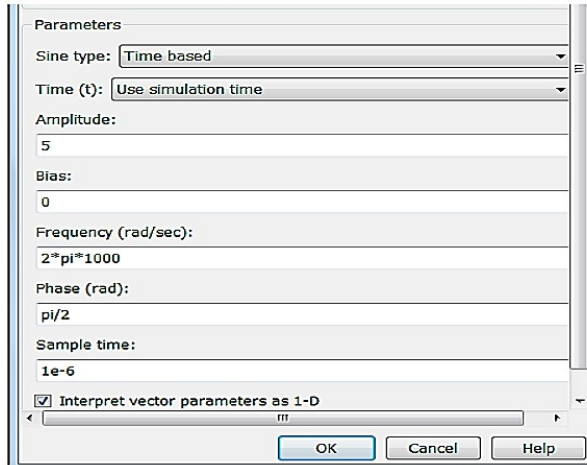 Parameters
Sine type: Time based
Time (t): Use simulation time
Amplitude:
5
Bias:
0
Frequency (rad/sec):
2*pi*1000
Phase (rad):
pi/2
Sample time:
1e-6
Interpret vector parameters as 1-D
OK Cancel Help